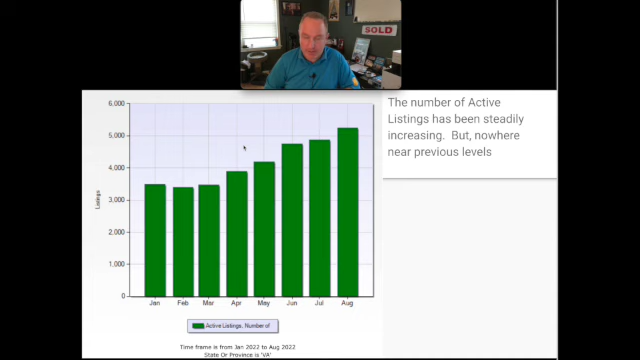 SOLD
The number of Active
Listings has been steadily
increasing. But, nowhere
near previous levels
6,000
5,000
4,000
3,000
2,000
1,000
0
Listings
Jan Feb Mar Apr May Jun Jul Aug
Active Listings, Number of
Time frame is from Jan 2022 to Aug 2022
State Or Province is 'VA'